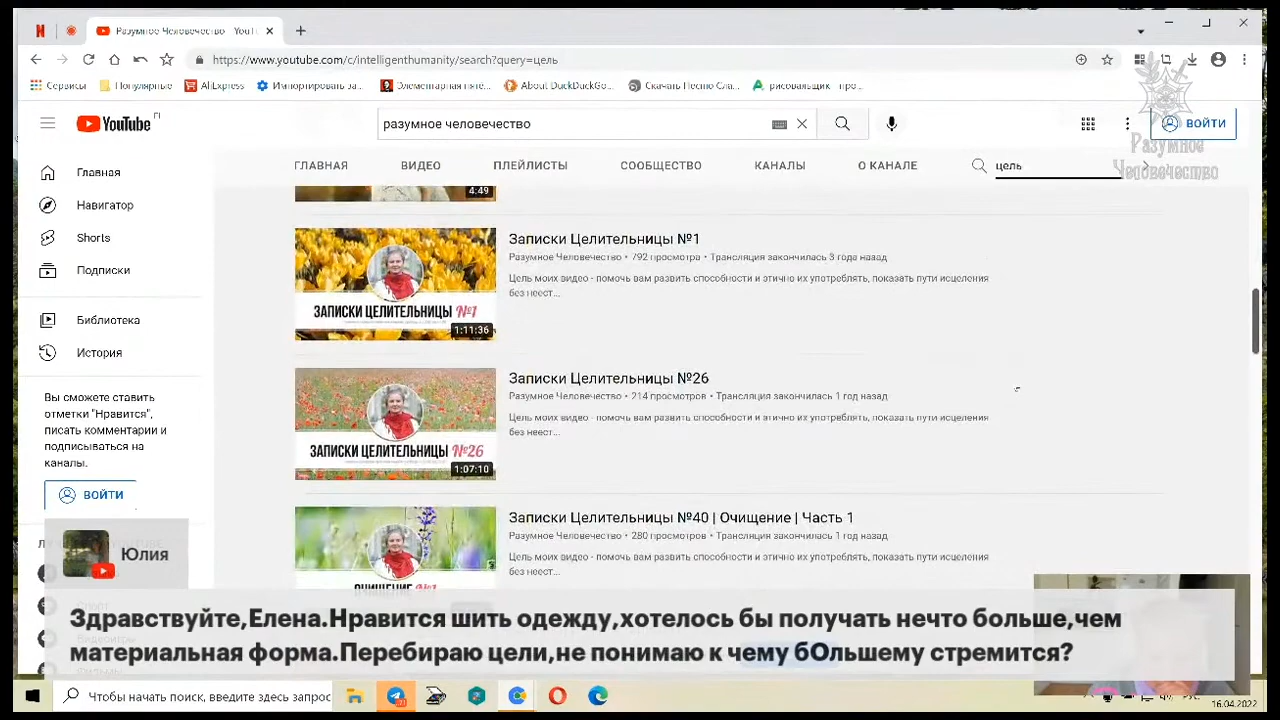 Разумное Человечество - YouTu
https://www.youtube.com/c/intelligenthumanity/search?query=цель
Сервисы Популярные AliExpress Импортировать за... Элементарная пяте... About DuckDuckGo... Скачать Песню Сла... рисовальщик - про...
YouTube FI разумное человечество ВОЙТИ
Разумное
Человечество
ГЛАВНАЯ ВИДЕО ПЛЕЙЛИСТЫ СООБЩЕСТВО КАНАЛЫ О КАНАЛЕ цель
Главная
Навигатор
Shorts
Подписки
Библиотека
История
Вы сможете ставить
отметки "Нравится",
писать комментарии и
подписываться на
каналы.
ВОЙТИ
4:49
Записки Целительницы №1
Разумное Человечество • 792 просмотра • Трансляция закончилась 3 года назад
Цель моих видео - помочь вам развить способности и этично их употреблять, показать пути исцеления
без неест...
ЗАПИСКИ ЦЕЛИТЕЛЬНИЦЫ №1
1:11:36
Записки Целительницы №26
Разумное Человечество • 214 просмотров • Трансляция закончилась 1 год назад
Цель моих видео - помочь вам развить способности и этично их употреблять, показать пути исцеления
без неест...
ЗАПИСКИ ЦЕЛИТЕЛЬНИЦЫ №26
1:07:10
Записки Целительницы №40 | Очищение | Часть 1
Разумное Человечество • 280 просмотров • Трансляция закончилась 1 год назад
Цель моих видео - помочь вам развить способности и этично их употреблять, показать пути исцеления
без неест...
Юлия
Здравствуйте,Елена.Нравится шить одежду,хотелось бы получать нечто больше,чем
материальная форма.Перебираю цели,не понимаю к чему бОльшему стремится?
Чтобы начать поиск, введите здесь запрос
16.04.2022